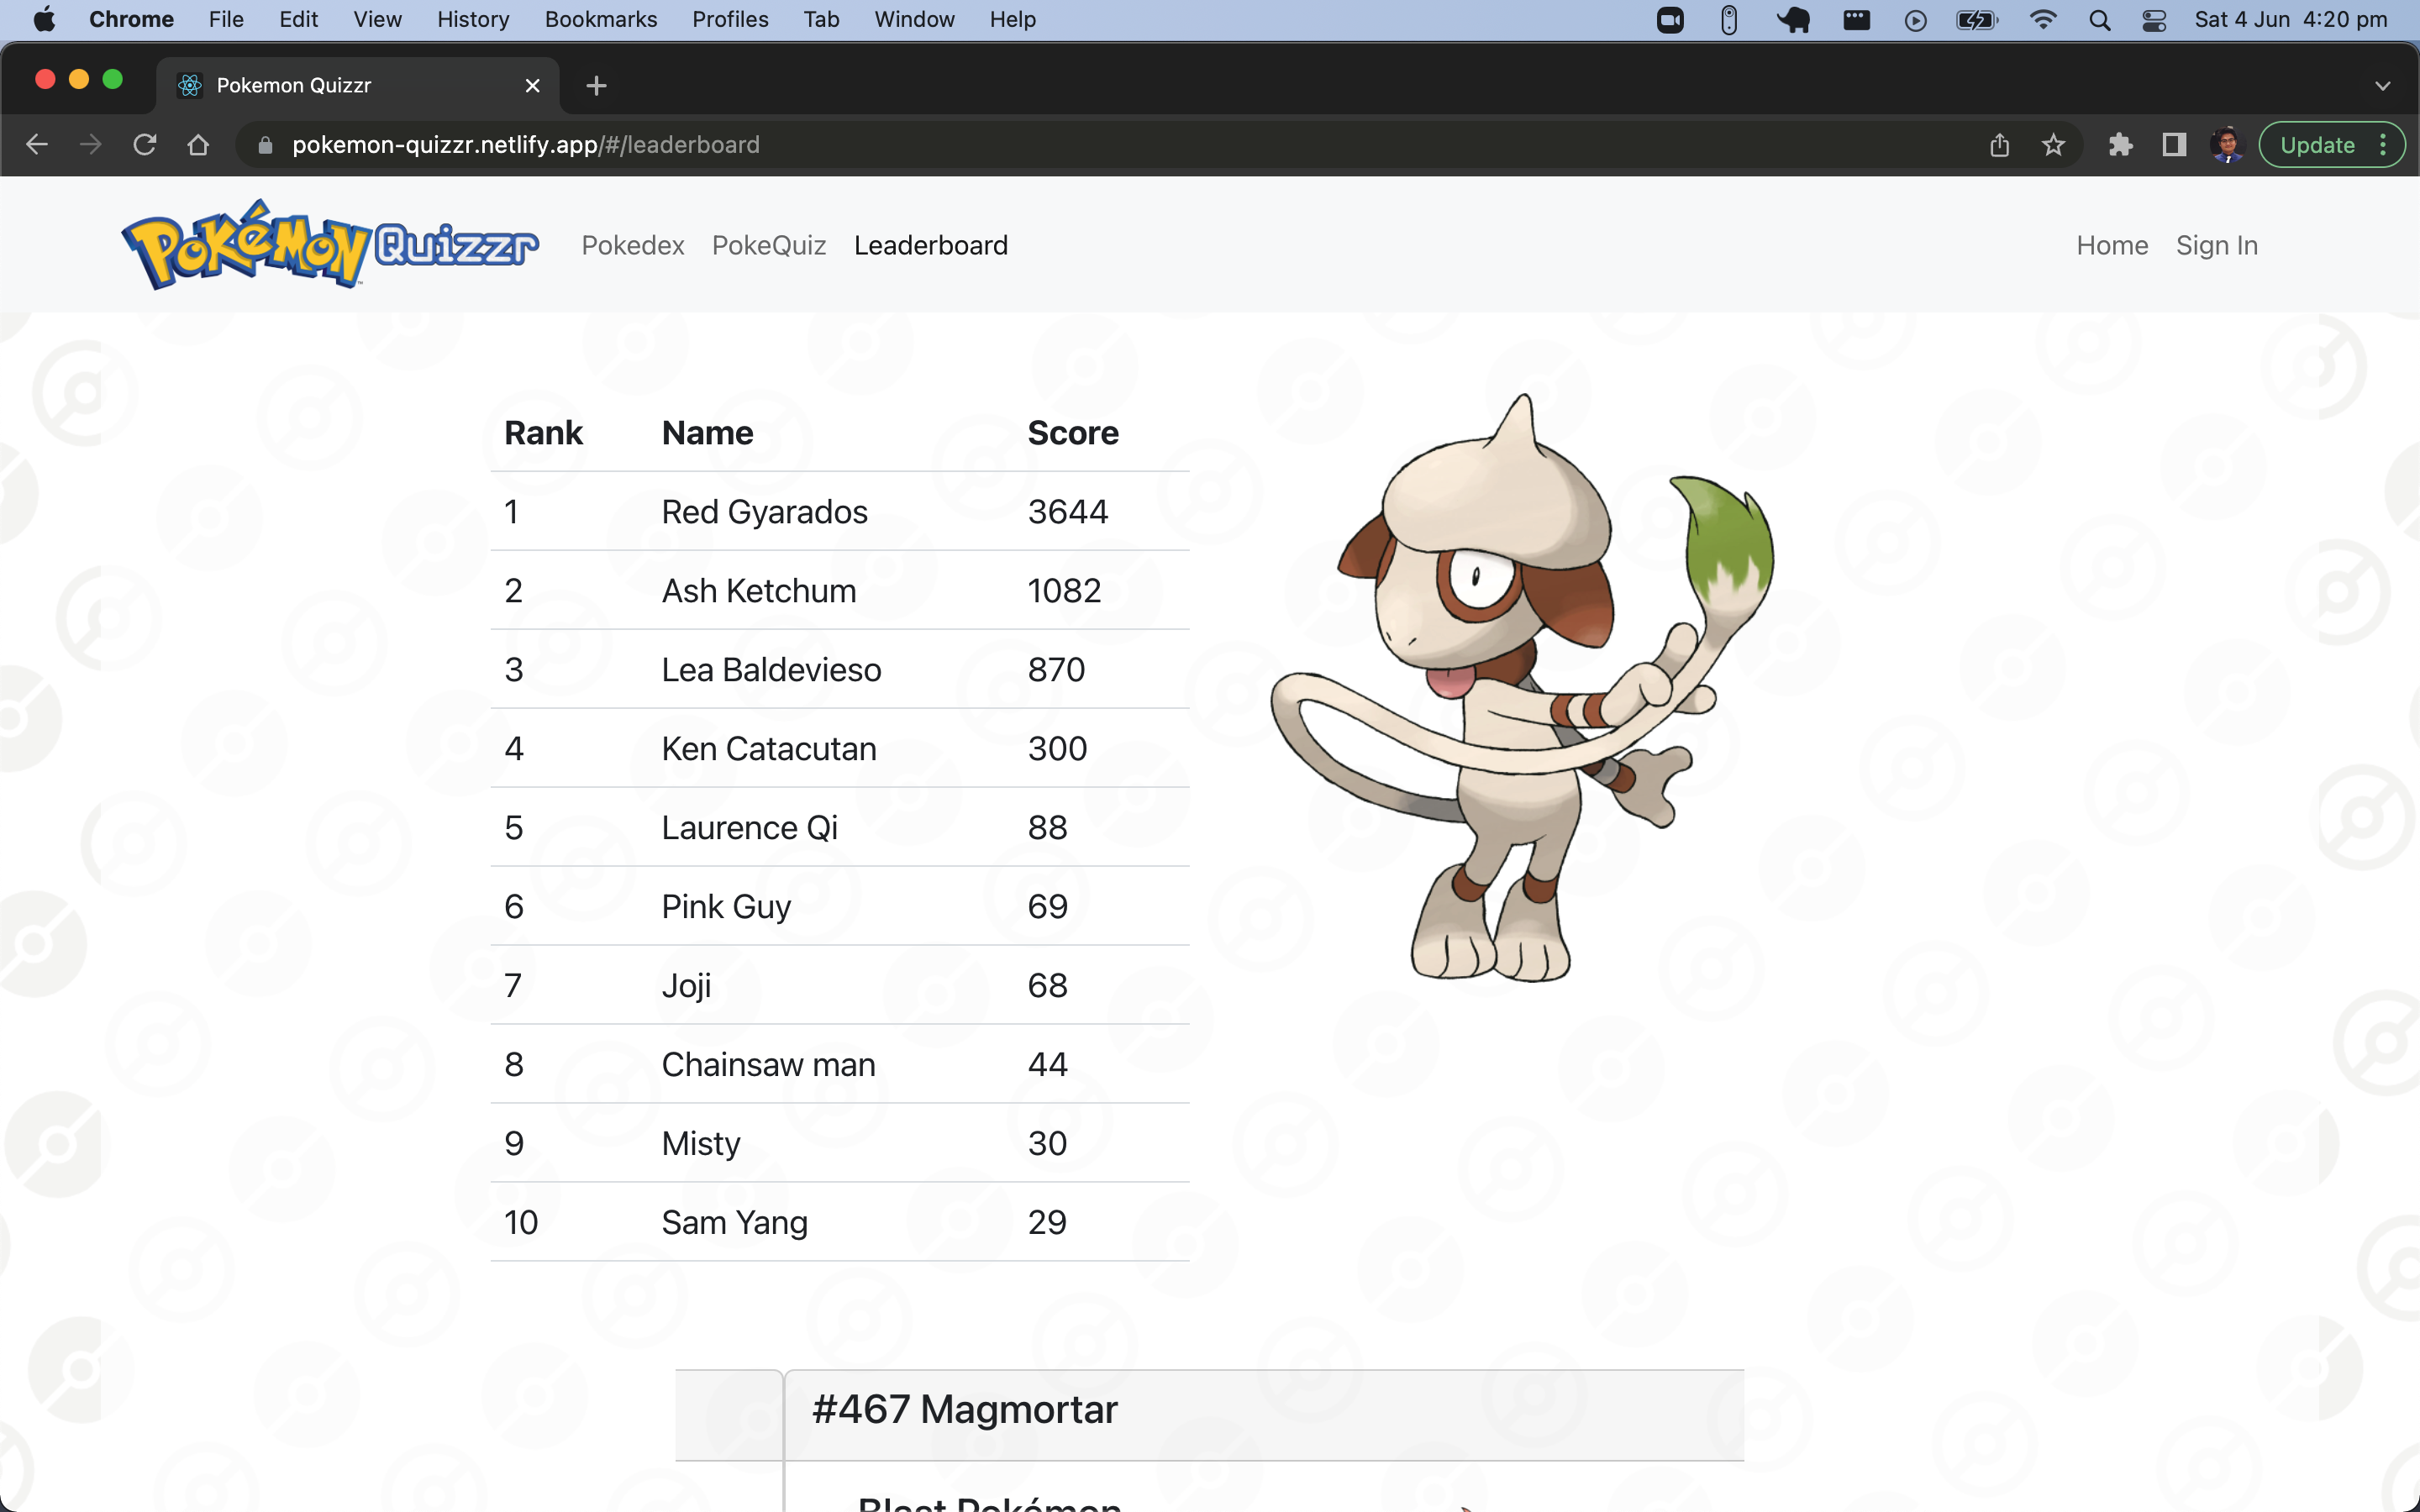 Chrome File Edit View History Bookmarks Profiles Tab Window Help Sat 4 Jun 4:20 pm
Pokemon Quizzr
pokemon-quizzr.netlify.app/#/leaderboard Update
POKéMON Quizzr Pokedex PokeQuiz Leaderboard Home Sign In
Rank Name Score
1 Red Gyarados 3644
2 Ash Ketchum 1082
3 Lea Baldevieso 870
4 Ken Catacutan 300
5 Laurence Qi 88
6 Pink Guy 69
7 Joji 68
8 Chainsaw man 44
9 Misty 30
10 Sam Yang 29
#467 Magmortar
Blast Pokémon